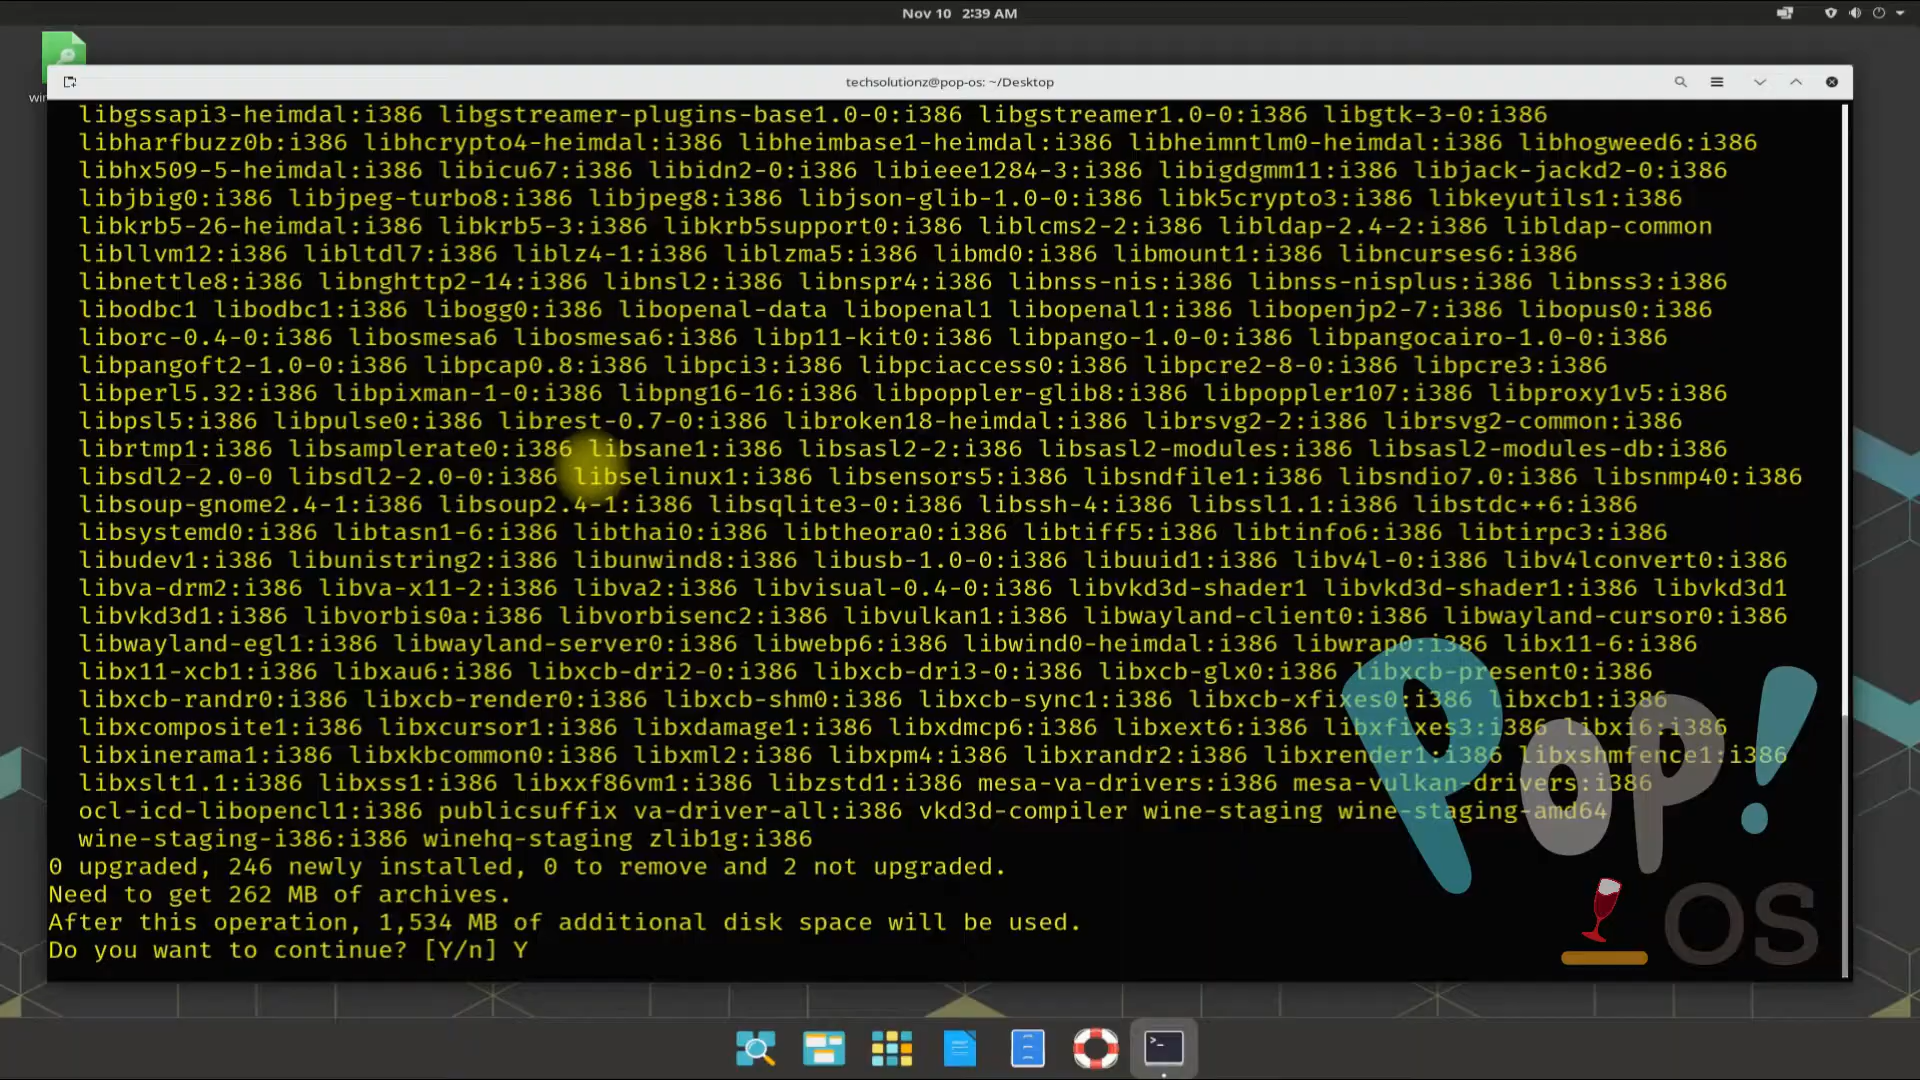 Nov 10 2:39 AM
techsolutionz@pop-os: ~/Desktop
libgssapi3-heimdal:i386 libgstreamer-plugins-base1.0-0:i386 libgstreamer1.0-0:i386 libgtk-3-0:i386
libharfbuzz0b:i386 libhcrypto4-heimdal:i386 libheimbase1-heimdal:i386 libheimntlm0-heimdal:i386 libhogweed6:i386
libhx509-5-heimdal:i386 libicu67:i386 libidn2-0:i386 libieee1284-3:i386 libigdgmm11:i386 libjack-jackd2-0:i386
libjbig0:i386 libjpeg-turbo8:i386 libjpeg8:i386 libjson-glib-1.0-0:i386 libk5crypto3:i386 libkeyutils1:i386
libkrb5-26-heimdal:i386 libkrb5-3:i386 libkrb5support0:i386 liblcms2-2:i386 libldap-2.4-2:i386 libldap-common
libllvm12:i386 libltdl7:i386 liblz4-1:i386 liblzma5:i386 libmd0:i386 libmount1:i386 libncurses6:i386
libnettle8:i386 libnghttp2-14:i386 libnsl2:i386 libnspr4:i386 libnss-nis:i386 libnss-nisplus:i386 libnss3:i386
libodbc1 libodbc1:i386 libogg0:i386 libopenal-data libopenal1 libopenal1:i386 libopenjp2-7:i386 libopus0:i386
liborc-0.4-0:i386 libosmesa6 libosmesa6:i386 libp11-kit0:i386 libpango-1.0-0:i386 libpangocairo-1.0-0:i386
libpangoft2-1.0-0:i386 libpcap0.8:i386 libpci3:i386 libpciaccess0:i386 libpcre2-8-0:i386 libpcre3:i386
libperl5.32:i386 libpixman-1-0:i386 libpng16-16:i386 libpoppler-glib8:i386 libpoppler107:i386 libproxy1v5:i386
libpsl5:i386 libpulse0:i386 librest-0.7-0:i386 libroken18-heimdal:i386 librsvg2-2:i386 librsvg2-common:i386
librtmp1:i386 libsamplerate0:i386 libsane1:i386 libsasl2-2:i386 libsasl2-modules:i386 libsasl2-modules-db:i386
libsdl2-2.0-0 libsdl2-2.0-0:i386 libselinux1:i386 libsensors5:i386 libsndfile1:i386 libsndio7.0:i386 libsnmp40:i386
libsoup-gnome2.4-1:i386 libsoup2.4-1:i386 libsqlite3-0:i386 libssh-4:i386 libssl1.1:i386 libstdc++6:i386
libsystemd0:i386 libtasn1-6:i386 libthai0:i386 libtheora0:i386 libtiff5:i386 libtinfo6:i386 libtirpc3:i386
libudev1:i386 libunistring2:i386 libunwind8:i386 libusb-1.0-0:i386 libuuid1:i386 libv4l-0:i386 libv4lconvert0:i386
libva-drm2:i386 libva-x11-2:i386 libva2:i386 libvisual-0.4-0:i386 libvkd3d-shader1 libvkd3d-shader1:i386 libvkd3d1
libvkd3d1:i386 libvorbis0a:i386 libvorbisenc2:i386 libvulkan1:i386 libwayland-client0:i386 libwayland-cursor0:i386
libwayland-egl1:i386 libwayland-server0:i386 libwebp6:i386 libwind0-heimdal:i386 libwrap0:i386 libx11-6:i386
libx11-xcb1:i386 libxau6:i386 libxcb-dri2-0:i386 libxcb-dri3-0:i386 libxcb-glx0:i386 libxcb-present0:i386
libxcb-randr0:i386 libxcb-render0:i386 libxcb-shm0:i386 libxcb-sync1:i386 libxcb-xfixes0:i386 libxcb1:i386
libxcomposite1:i386 libxcursor1:i386 libxdamage1:i386 libxdmcp6:i386 libxext6:i386 libxfixes3:i386 libxi6:i386
libxinerama1:i386 libxkbcommon0:i386 libxml2:i386 libxpm4:i386 libxrandr2:i386 libxrender1:i386 libxshmfence1:i386
libxslt1.1:i386 libxss1:i386 libxxf86vm1:i386 libzstd1:i386 mesa-va-drivers:i386 mesa-vulkan-drivers:i386
ocl-icd-libopencl1:i386 publicsuffix va-driver-all:i386 vkd3d-compiler wine-staging wine-staging-amd64
wine-staging-i386:i386 winehq-staging zlib1g:i386
0 upgraded, 246 newly installed, 0 to remove and 2 not upgraded.
Need to get 262 MB of archives.
After this operation, 1,534 MB of additional disk space will be used.
Do you want to continue? [Y/n] Y
Pop!
OS